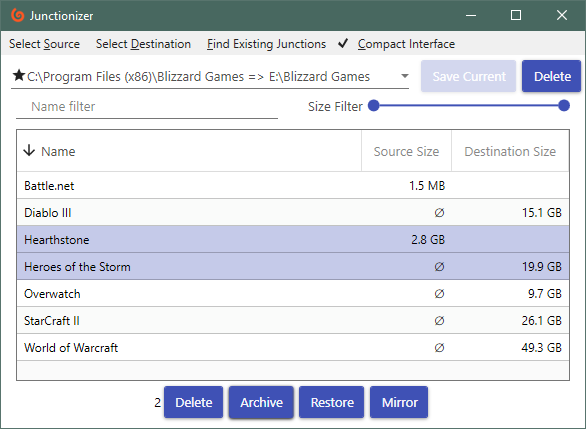 Junctionizer
Select Source Select Destination Find Existing Junctions ✓ Compact Interface
★C:\Program Files (x86)\Blizzard Games => E:\Blizzard Games Save Current Delete
Name filter Size Filter
↓ Name Source Size Destination Size
Battle.net 1.5 MB
Diablo III ∅ 15.1 GB
Hearthstone 2.8 GB
Heroes of the Storm ∅ 19.9 GB
Overwatch ∅ 9.7 GB
StarCraft II ∅ 26.1 GB
World of Warcraft ∅ 49.3 GB
2 Delete Archive Restore Mirror